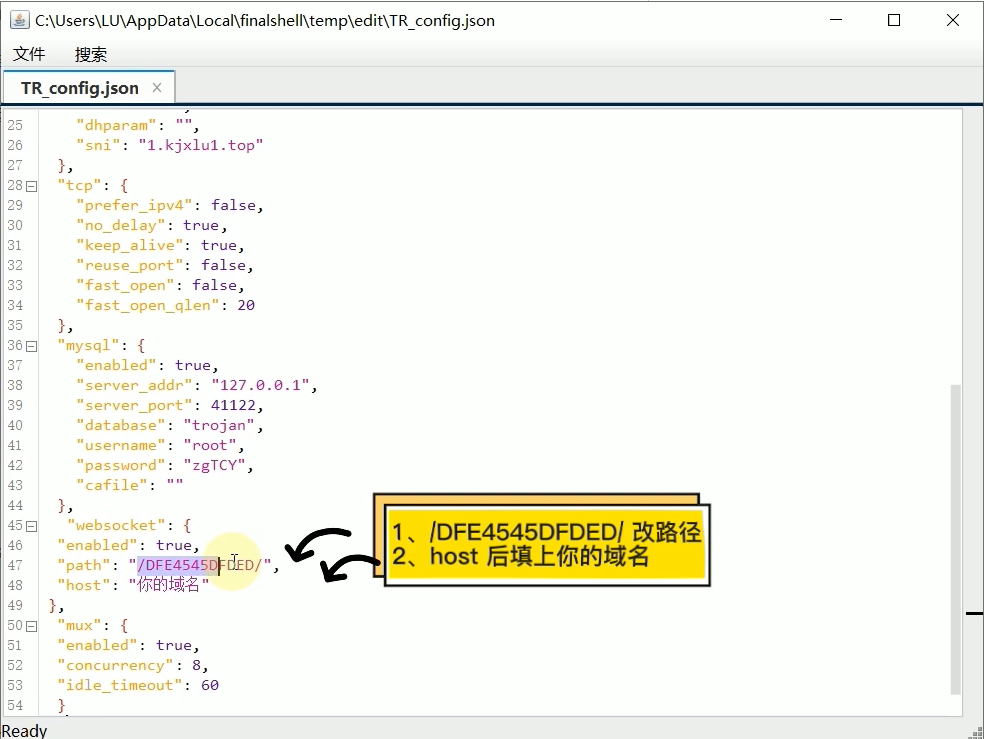 C:\Users\LU\AppData\Local\finalshell\temp\edit\TR_config.json
文件 搜索
TR_config.json
25 "dhparam": "",
26 "sni": "1.kjxlu1.top"
27 },
28 "tcp": {
29 "prefer_ipv4": false,
30 "no_delay": true,
31 "keep_alive": true,
32 "reuse_port": false,
33 "fast_open": false,
34 "fast_open_qlen": 20
35 },
36 "mysql": {
37 "enabled": true,
38 "server_addr": "127.0.0.1",
39 "server_port": 41122,
40 "database": "trojan",
41 "username": "root",
42 "password": "zgTCY",
43 "cafile": ""
44 },
45 "websocket": {
46 "enabled": true,
47 "path": "/DFE4545DFDED/",
48 "host": "你的域名"
49 },
50 "mux": {
51 "enabled": true,
52 "concurrency": 8,
53 "idle_timeout": 60
54 }
1、/DFE4545DFDED/ 改路径
2、host 后填上你的域名
Ready